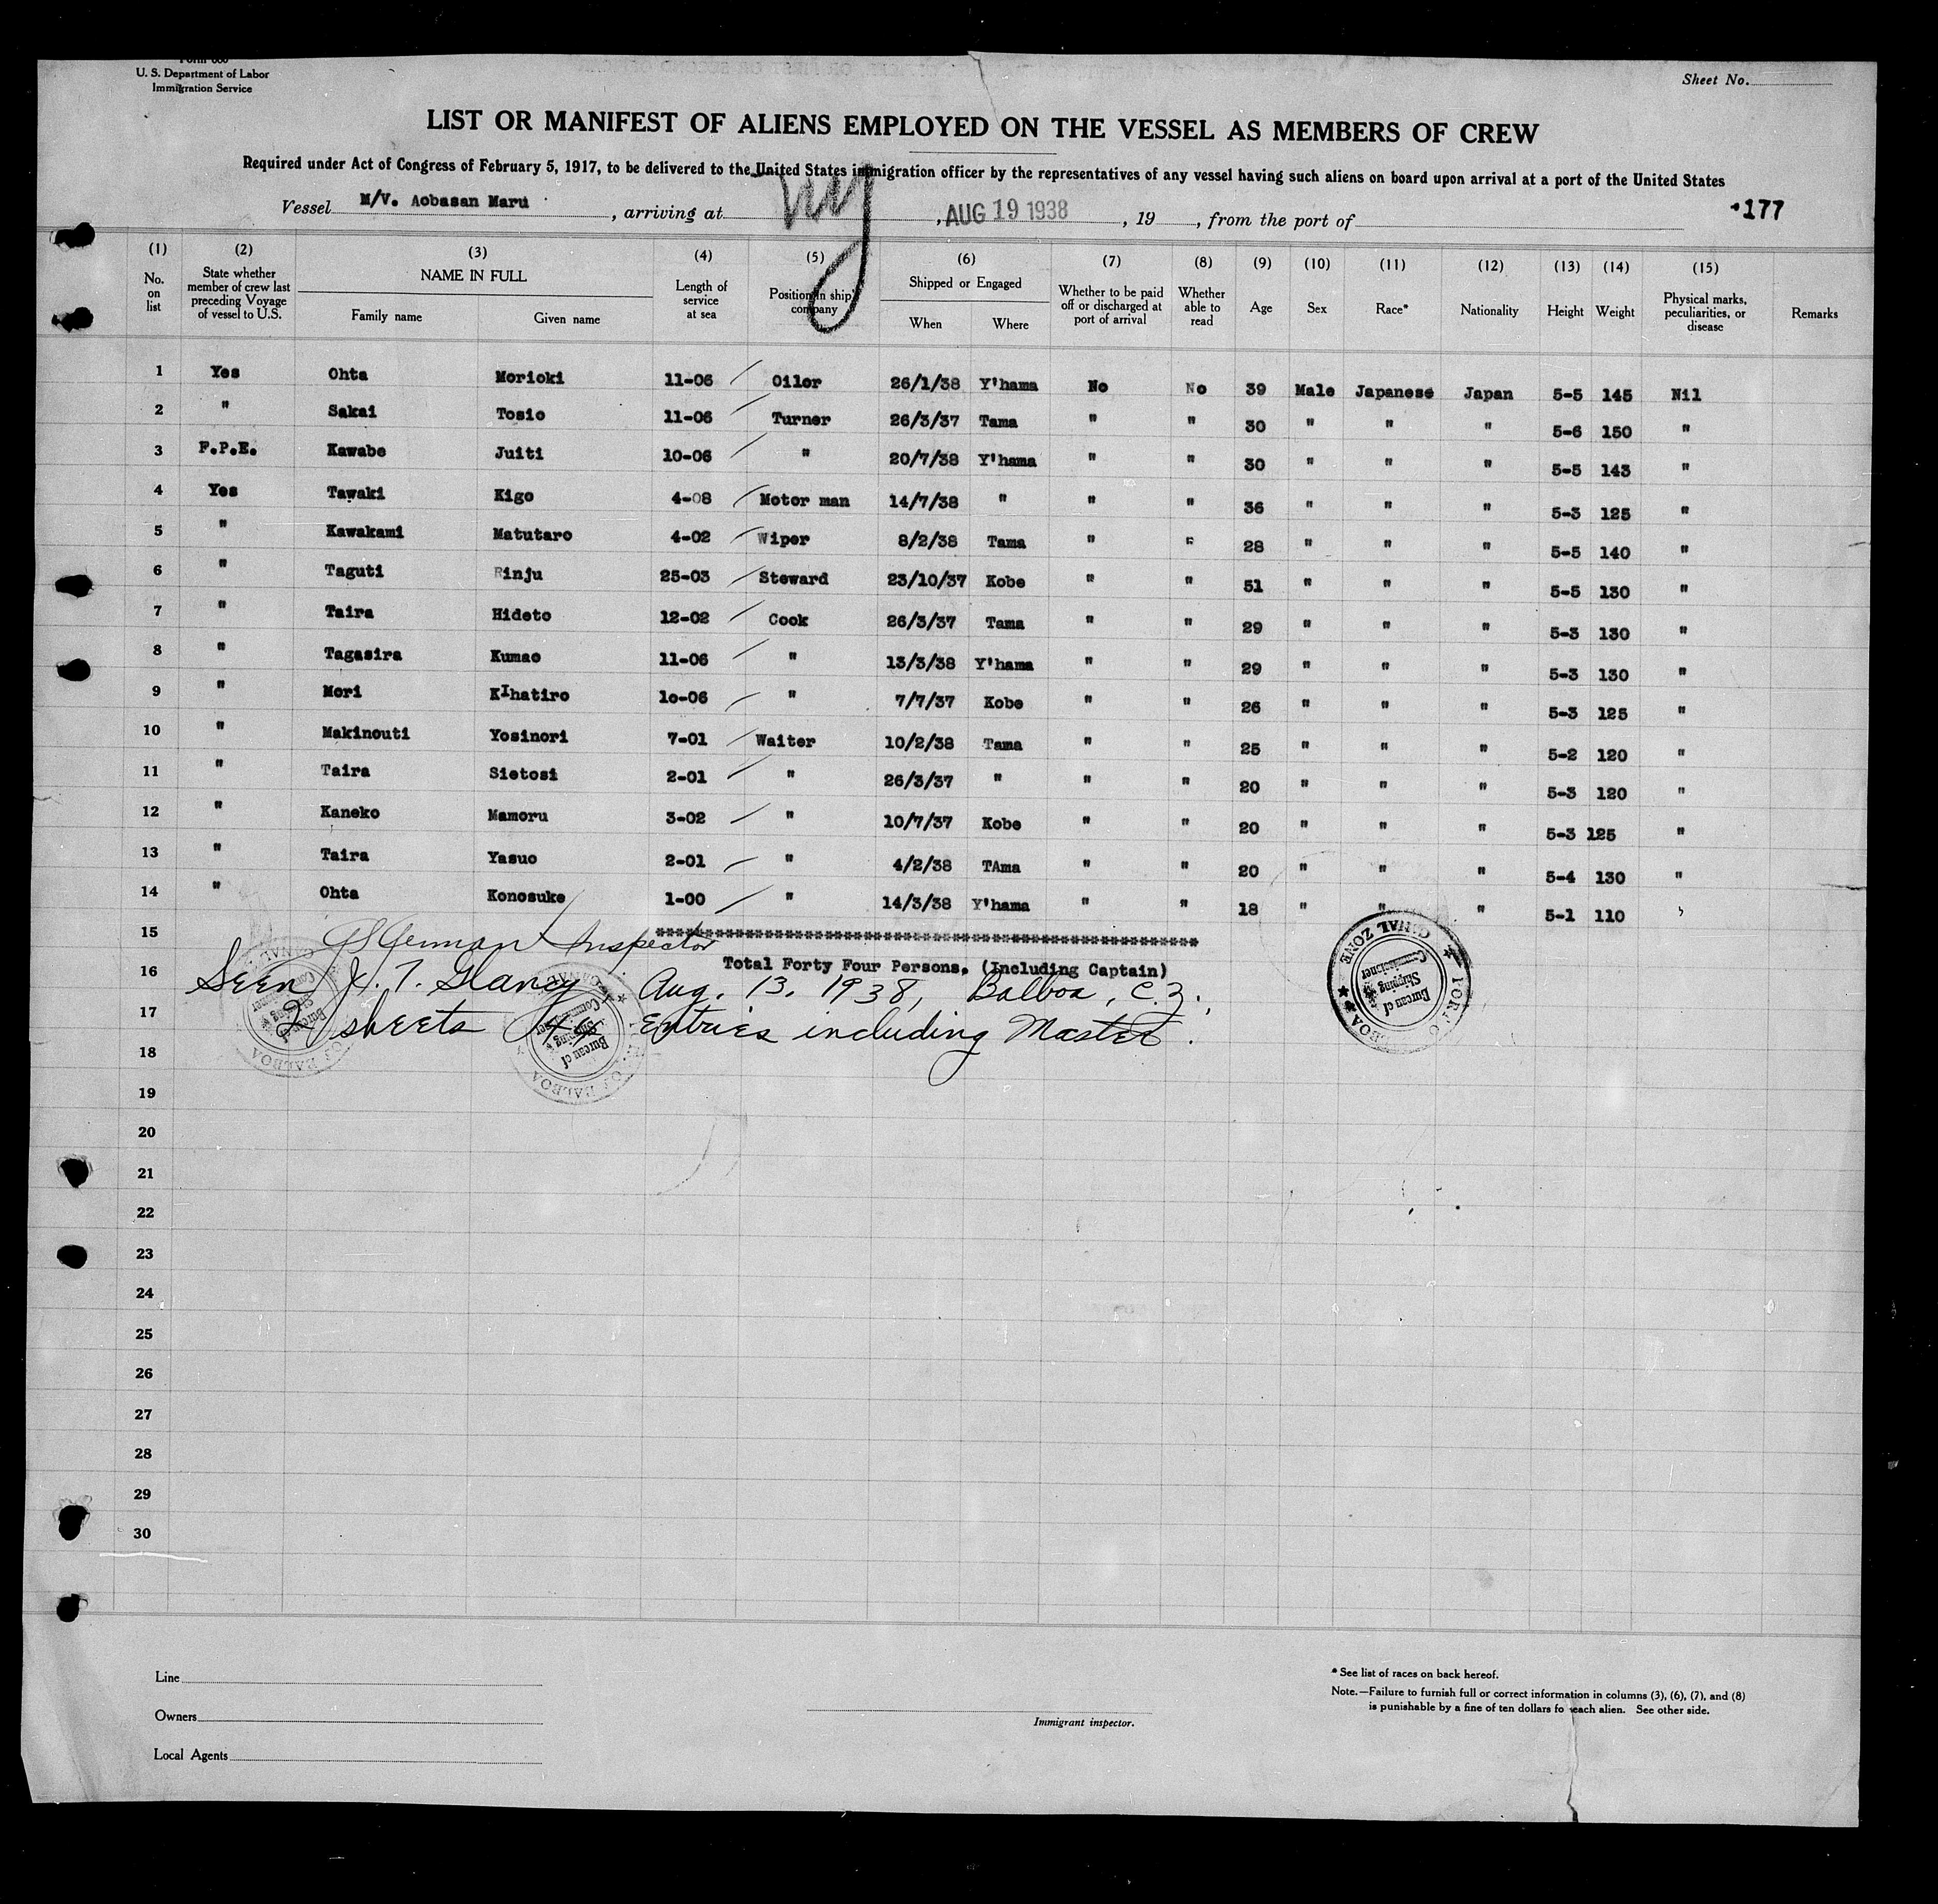 U. S. Department of Labor
Immigration Service
Sheet No.
LIST OR MANIFEST OF ALIENS EMPLOYED ON THE VESSEL AS MEMBERS OF CREW
Required under Act of Congress of February 5, 1917, to be delivered to the United States immigration officer by the representatives of any vessel having such aliens on board upon arrival at a port of the United States
Vessel M/V. Aobasan Maru , arriving at ny , AUG 19 1938 , 19 , from the port of 177
(1) (2) (3) (4) (5) (6) (7) (8) (9) (10) (11) (12) (13) (14) (15)
No. on list State whether member of crew last preceding Voyage of vessel to U.S. NAME IN FULL Family name Given name Length of service at sea Position in ship's company Shipped or Engaged When Where Whether to be paid off or discharged at port of arrival Whether able to read Age Sex Race* Nationality Height Weight Physical marks, peculiarities, or disease Remarks
1 Yes Ohta Morioki 11-06 Oiler 26/1/38 Y'hama No No 39 Male Japanese Japan 5-5 145 Nil
2 " Sakai Tosio 11-06 Turner 26/3/37 Tama " " 30 " " " 5-6 150 "
3 F.P.E. Kawabe Juiti 10-06 " 20/7/38 Y'hama " " 30 " " " 5-5 143 "
4 Yes Tawaki Kigo 4-08 Motor man 14/7/38 " " " 36 " " " 5-3 125 "
5 " Kawakami Matutaro 4-02 Wiper 8/2/38 Tama " " 28 " " " 5-5 140 "
6 " Taguti Rinju 25-03 Steward 23/10/37 Kobe " " 51 " " " 5-5 130 "
7 " Taira Hideto 12-02 Cook 26/3/37 Tama " " 29 " " " 5-3 130 "
8 " Tagasira Kumao 11-06 " 13/3/38 Y'hama " " 29 " " " 5-3 130 "
9 " Mori KIhatiro 1o-06 " 7/7/37 Kobe " " 26 " " " 5-3 125 "
10 " Makinouti Yosinori 7-01 Waiter 10/2/38 Tama " " 25 " " " 5-2 120 "
11 " Taira Sietosi 2-01 " 26/3/37 " " " 20 " " " 5-3 120 "
12 " Kaneko Mamoru 3-02 " 10/7/37 Kobe " " 20 " " " 5-3 125 "
13 " Taira Yasuo 2-01 " 4/2/38 TAma " " 20 " " " 5-4 130 "
14 " Ohta Konosuke 1-00 " 14/3/38 Y'hama " " 18 " " " 5-1 110 "
15 Inspector
16 Total Forty Four Persons, (Including Captain)
Seen J. T. Glancy, Aug. 13, 1938, Balboa, C.Z.
17 2 sheets 44 Entries including Master.
18
19
20
21
22
23
24
25
26
27
28
29
30
CANAL ZONE
Bureau of Shipping Commissioner
PORT OF BALBOA
Line
Owners
Local Agents
Immigrant inspector.
* See list of races on back hereof.
Note.—Failure to furnish full or correct information in columns (3), (6), (7), and (8)
is punishable by a fine of ten dollars fo each alien. See other side.